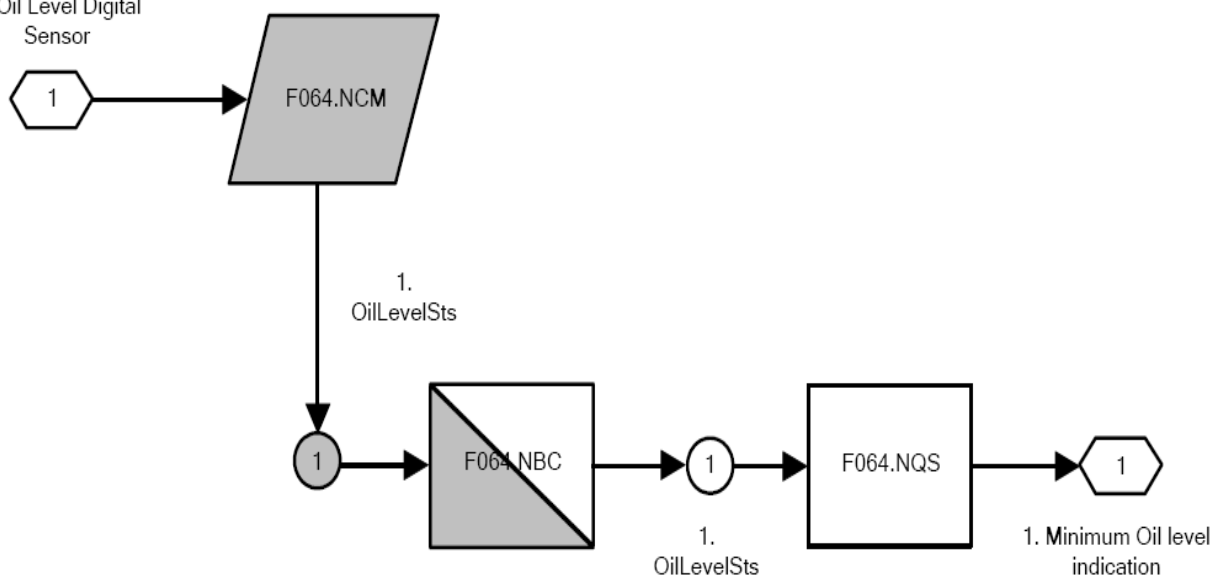 Oil Level Digital
Sensor
1
F064.NCM
1.
OilLevelSts
1
F064.NBC
1
F064.NQS
1
1.
OilLevelSts
1. Minimum Oil level
indication